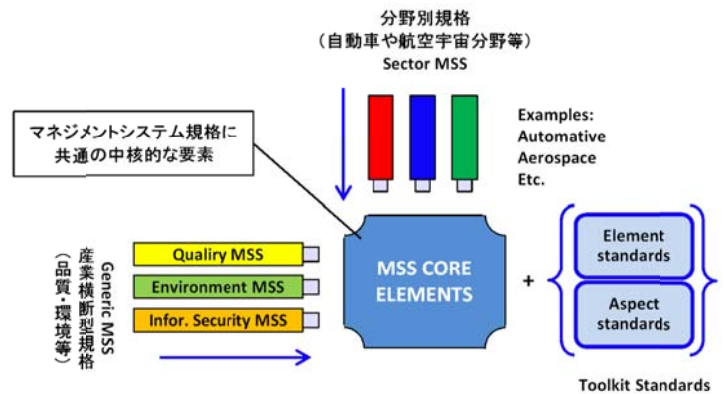 分野別規格
(自動車や航空宇宙分野等)
Sector MSS
Examples:
Automative
Aerospace
Etc.
マネジメントシステム規格に
共通の中核的な要素
Generic MSS
産業横断型規格
(品質・環境等)
Qualiry MSS
Environment MSS
Infor. Security MSS
MSS CORE
ELEMENTS
+
Element
standards
Aspect
standards
Toolkit Standards